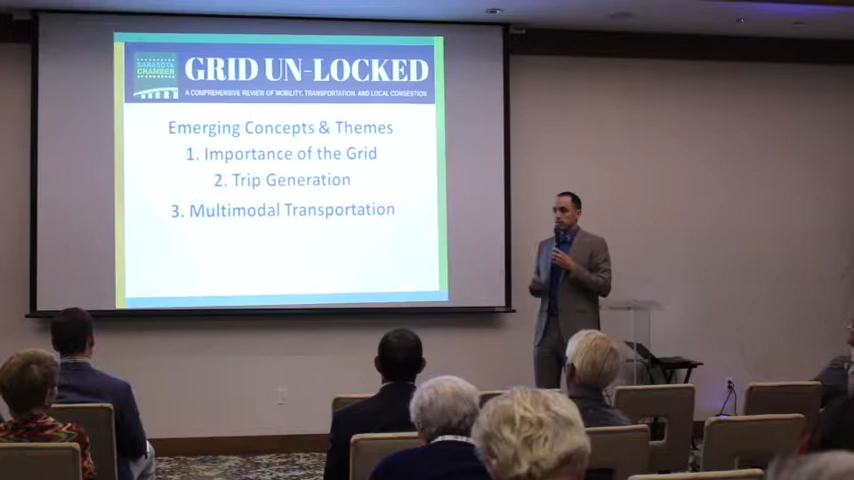 SARASOTA
CHAMBER
GRID UN-LOCKED
A COMPREHENSIVE REVIEW OF MOBILITY, TRANSPORTATION, AND LOCAL CONGESTION
Emerging Concepts & Themes
1. Importance of the Grid
2. Trip Generation
3. Multimodal Transportation